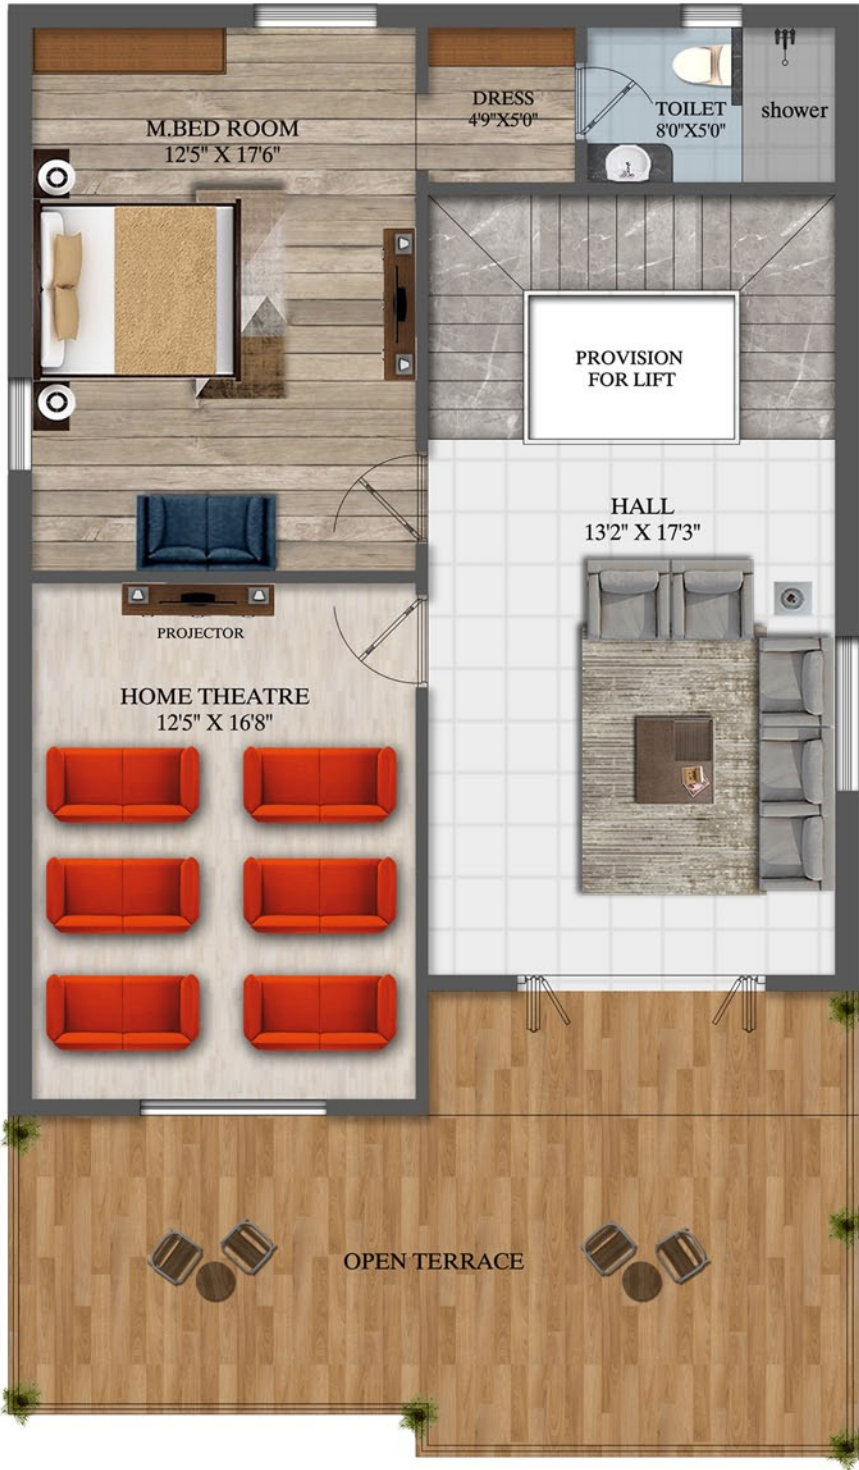 M.BED ROOM
12'5" X 17'6"
DRESS
4'9"X5'0"
TOILET
8'0"X5'0"
shower
PROVISION
FOR LIFT
HALL
13'2" X 17'3"
PROJECTOR
HOME THEATRE
12'5" X 16'8"
OPEN TERRACE